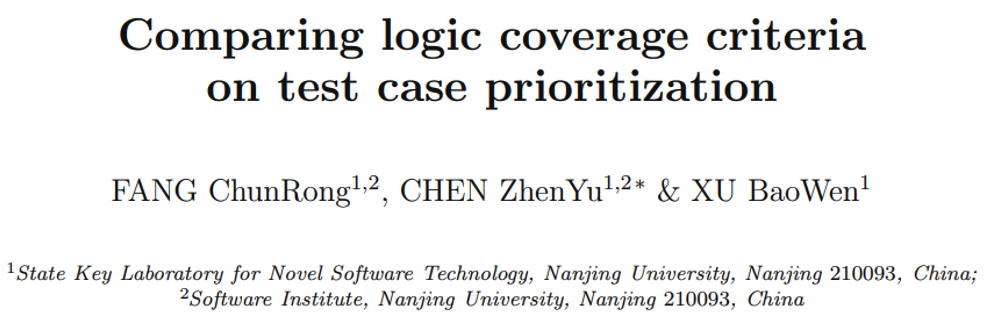 Comparing logic coverage criteria
on test case prioritization
FANG ChunRong1,2, CHEN ZhenYu1,2* & XU BaoWen1
1State Key Laboratory for Novel Software Technology, Nanjing University, Nanjing 210093, China;
2Software Institute, Nanjing University, Nanjing 210093, China